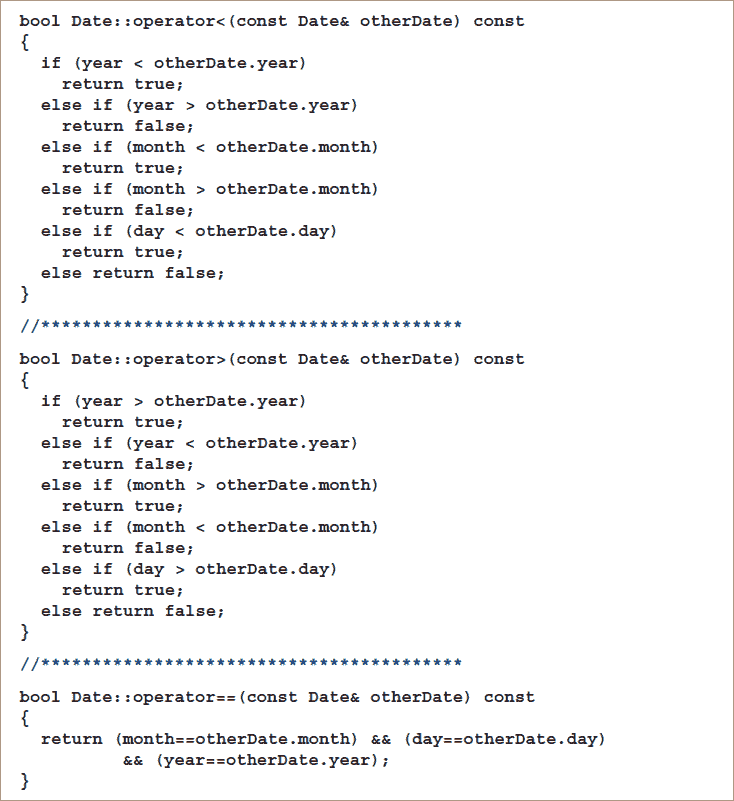 bool Date::operator<(const Date& otherDate) const
{
  if (year < otherDate.year)
    return true;
  else if (year > otherDate.year)
    return false;
  else if (month < otherDate.month)
    return true;
  else if (month > otherDate.month)
    return false;
  else if (day < otherDate.day)
    return true;
  else return false;
}
//*****************************************
bool Date::operator>(const Date& otherDate) const
{
  if (year > otherDate.year)
    return true;
  else if (year < otherDate.year)
    return false;
  else if (month > otherDate.month)
    return true;
  else if (month < otherDate.month)
    return false;
  else if (day > otherDate.day)
    return true;
  else return false;
}
//*****************************************
bool Date::operator==(const Date& otherDate) const
{
  return (month==otherDate.month) && (day==otherDate.day)
          && (year==otherDate.year);
}